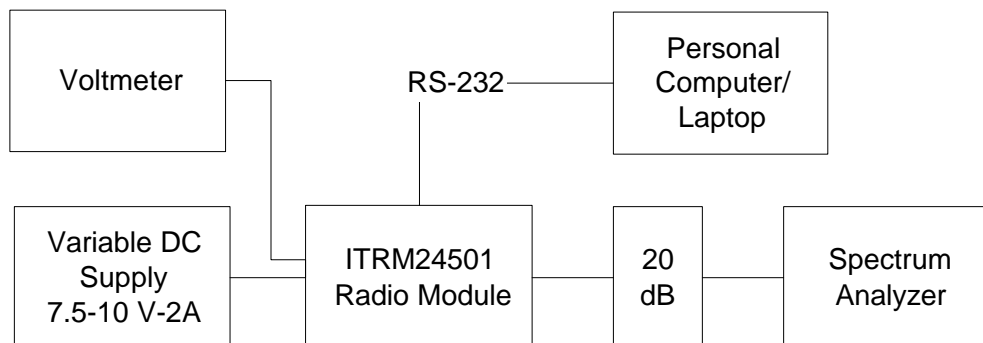 Voltmeter
RS-232
Personal
Computer/
Laptop
Variable DC
Supply
7.5-10 V-2A
ITRM24501
Radio Module
20
dB
Spectrum
Analyzer